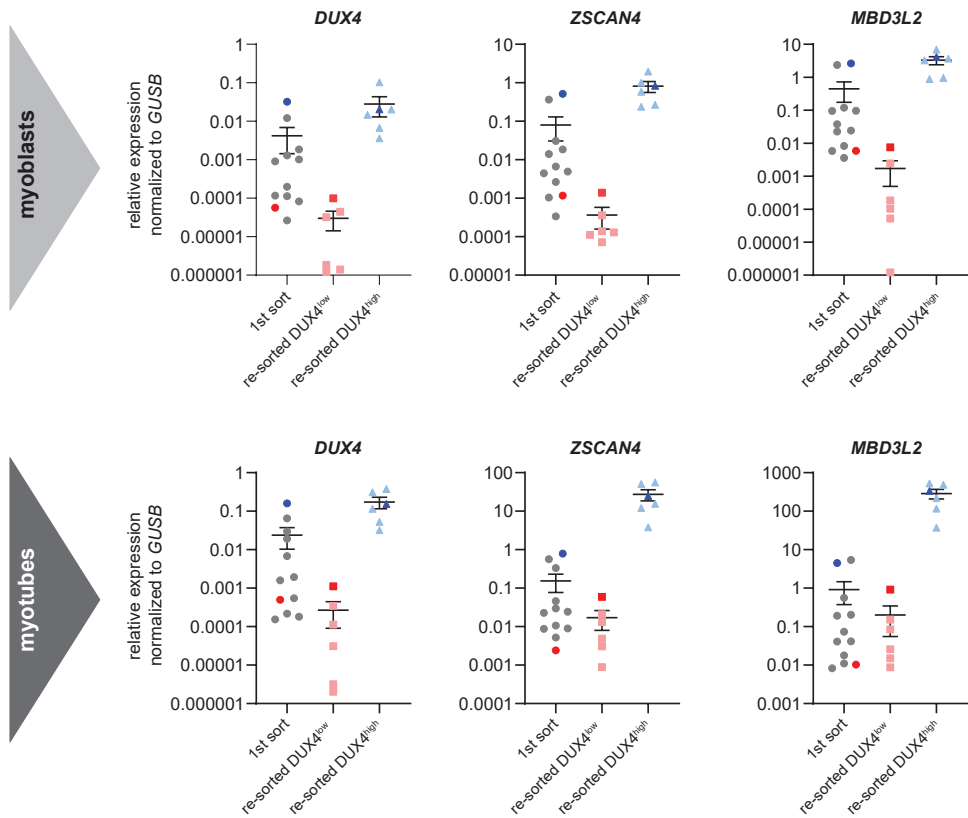 myoblasts
relative expression
normalized to GUSB
DUX4
1
0.1
0.01
0.001
0.0001
0.00001
0.000001
1st sort
re-sorted DUX4low
re-sorted DUX4high
ZSCAN4
10
1
0.1
0.01
0.001
0.0001
0.00001
1st sort
re-sorted DUX4low
re-sorted DUX4high
MBD3L2
10
1
0.1
0.01
0.001
0.0001
0.00001
0.000001
1st sort
re-sorted DUX4low
re-sorted DUX4high
myotubes
relative expression
normalized to GUSB
DUX4
1
0.1
0.01
0.001
0.0001
0.00001
0.000001
1st sort
re-sorted DUX4low
re-sorted DUX4high
ZSCAN4
100
10
1
0.1
0.01
0.001
0.0001
1st sort
re-sorted DUX4low
re-sorted DUX4high
MBD3L2
1000
100
10
1
0.1
0.01
0.001
1st sort
re-sorted DUX4low
re-sorted DUX4high